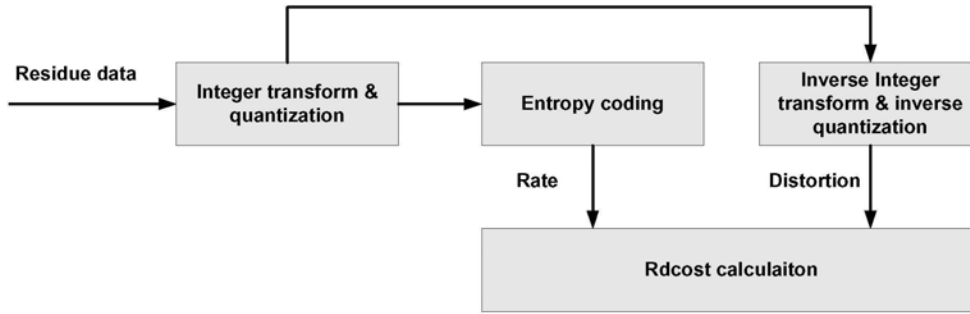 Residue data
Integer transform &
quantization
Entropy coding
Inverse Integer
transform & inverse
quantization
Rate
Distortion
Rdcost calculaiton